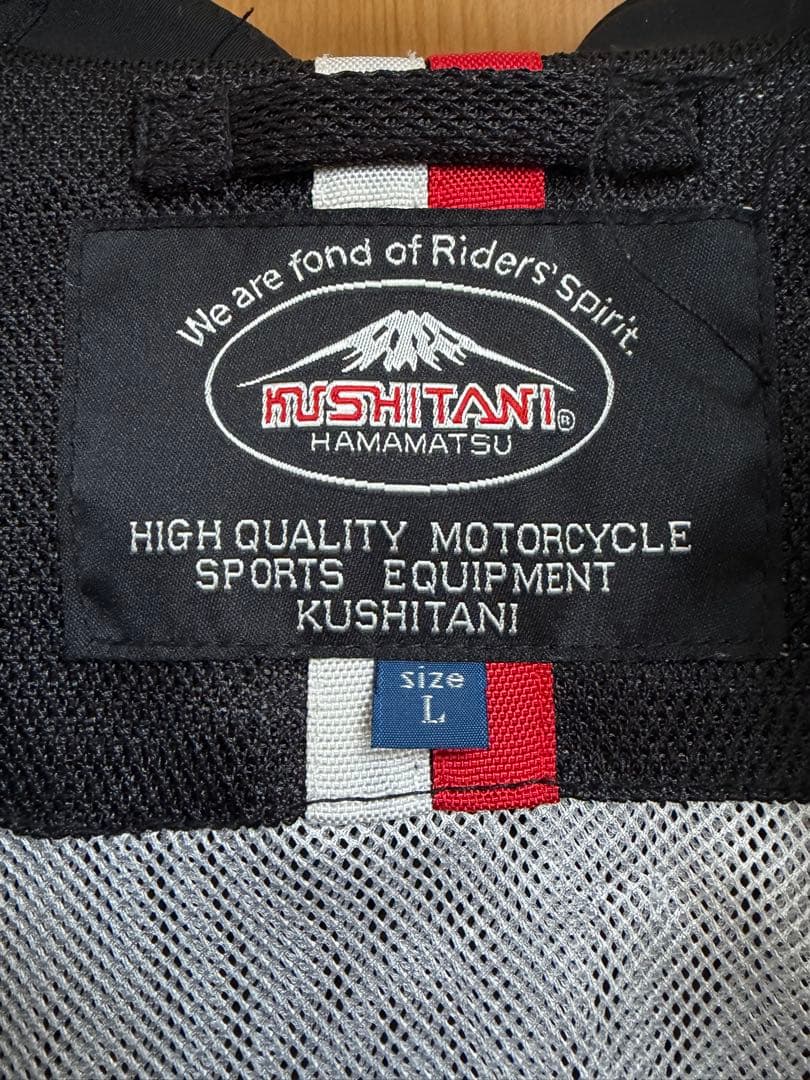 We are fond of Riders' Spirit.
KUSHITANI®
HAMAMATSU
HIGH QUALITY MOTORCYCLE
SPORTS EQUIPMENT
KUSHITANI
size
L